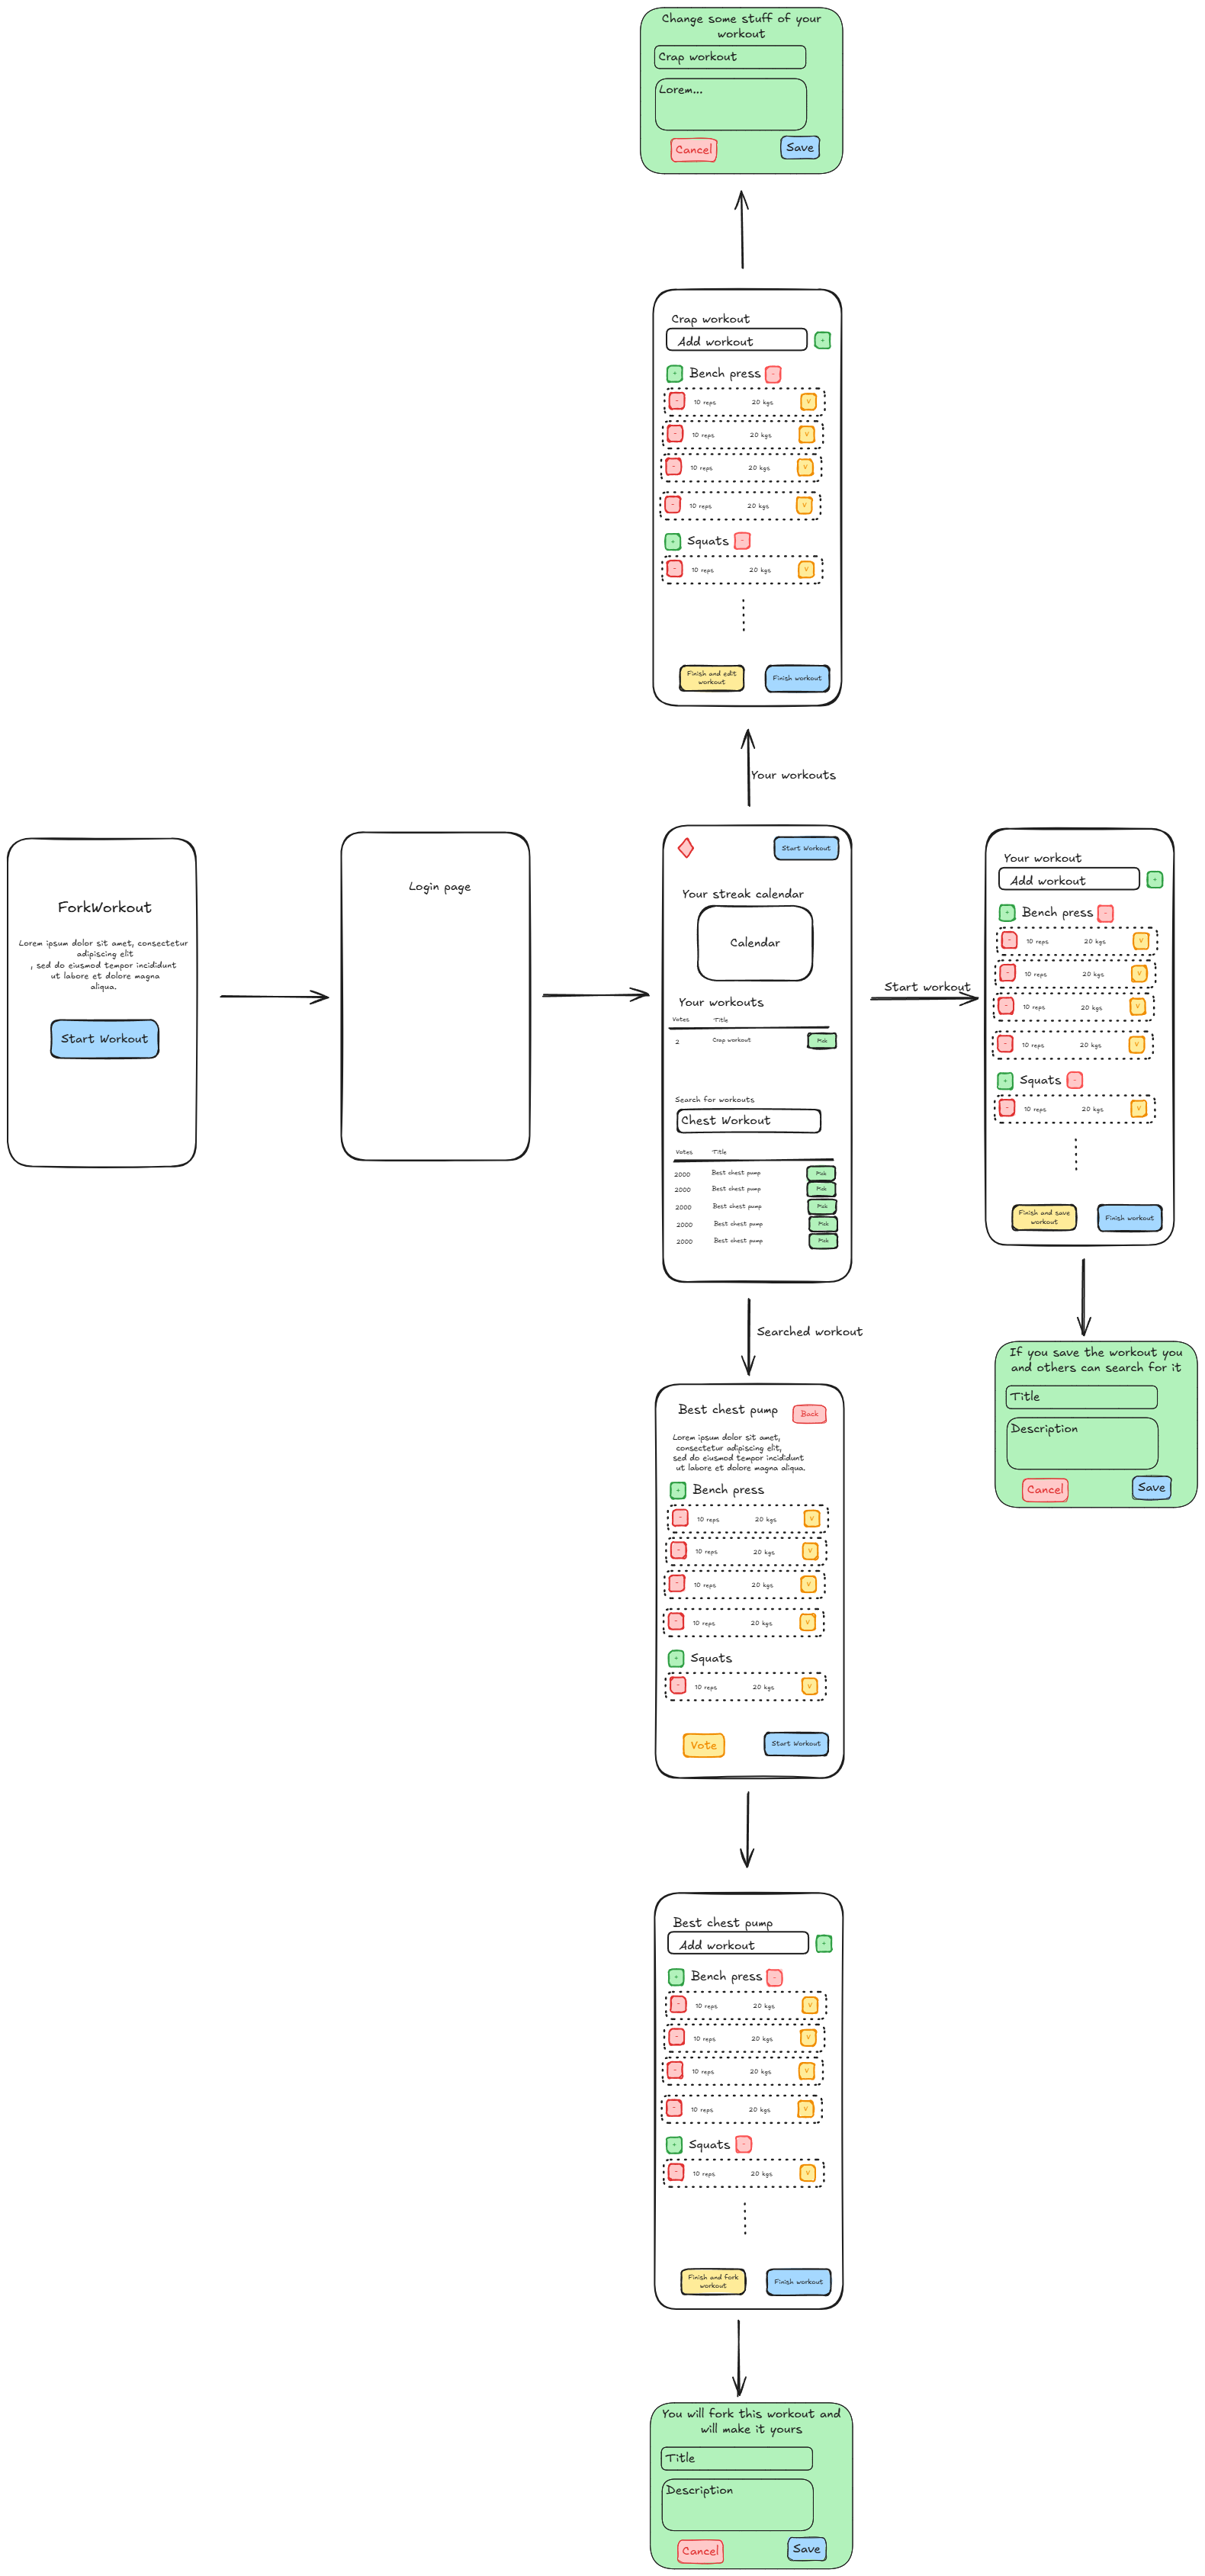 Change some stuff of your
workout
Crap workout
Lorem...
Cancel
Save
Crap workout
Add workout
+
+ Bench press -
- 10 reps 20 kgs V
- 10 reps 20 kgs V
- 10 reps 20 kgs V
- 10 reps 20 kgs V
+ Squats -
- 10 reps 20 kgs V
Finish and edit
workout
Finish workout
Your workouts
ForkWorkout
Lorem ipsum dolor sit amet, consectetur
adipiscing elit
, sed do eiusmod tempor incididunt
ut labore et dolore magna
aliqua.
Start Workout
Login page
Start Workout
Your streak calendar
Calendar
Your workouts
Votes Title
2 Crap workout Pick
Search for workouts
Chest Workout
Votes Title
2000 Best chest pump Pick
2000 Best chest pump Pick
2000 Best chest pump Pick
2000 Best chest pump Pick
2000 Best chest pump Pick
Start workout
Your workout
Add workout
+
+ Bench press -
- 10 reps 20 kgs V
- 10 reps 20 kgs V
- 10 reps 20 kgs V
- 10 reps 20 kgs V
+ Squats -
- 10 reps 20 kgs V
Finish and save
workout
Finish workout
If you save the workout you
and others can search for it
Title
Description
Cancel
Save
Searched workout
Best chest pump
Back
Lorem ipsum dolor sit amet,
consectetur adipiscing elit,
sed do eiusmod tempor incididunt
ut labore et dolore magna aliqua.
+ Bench press
- 10 reps 20 kgs V
- 10 reps 20 kgs V
- 10 reps 20 kgs V
- 10 reps 20 kgs V
+ Squats
- 10 reps 20 kgs V
Vote
Start Workout
Best chest pump
Add workout
+
+ Bench press -
- 10 reps 20 kgs V
- 10 reps 20 kgs V
- 10 reps 20 kgs V
- 10 reps 20 kgs V
+ Squats -
- 10 reps 20 kgs V
Finish and fork
workout
Finish workout
You will fork this workout and
will make it yours
Title
Description
Cancel
Save